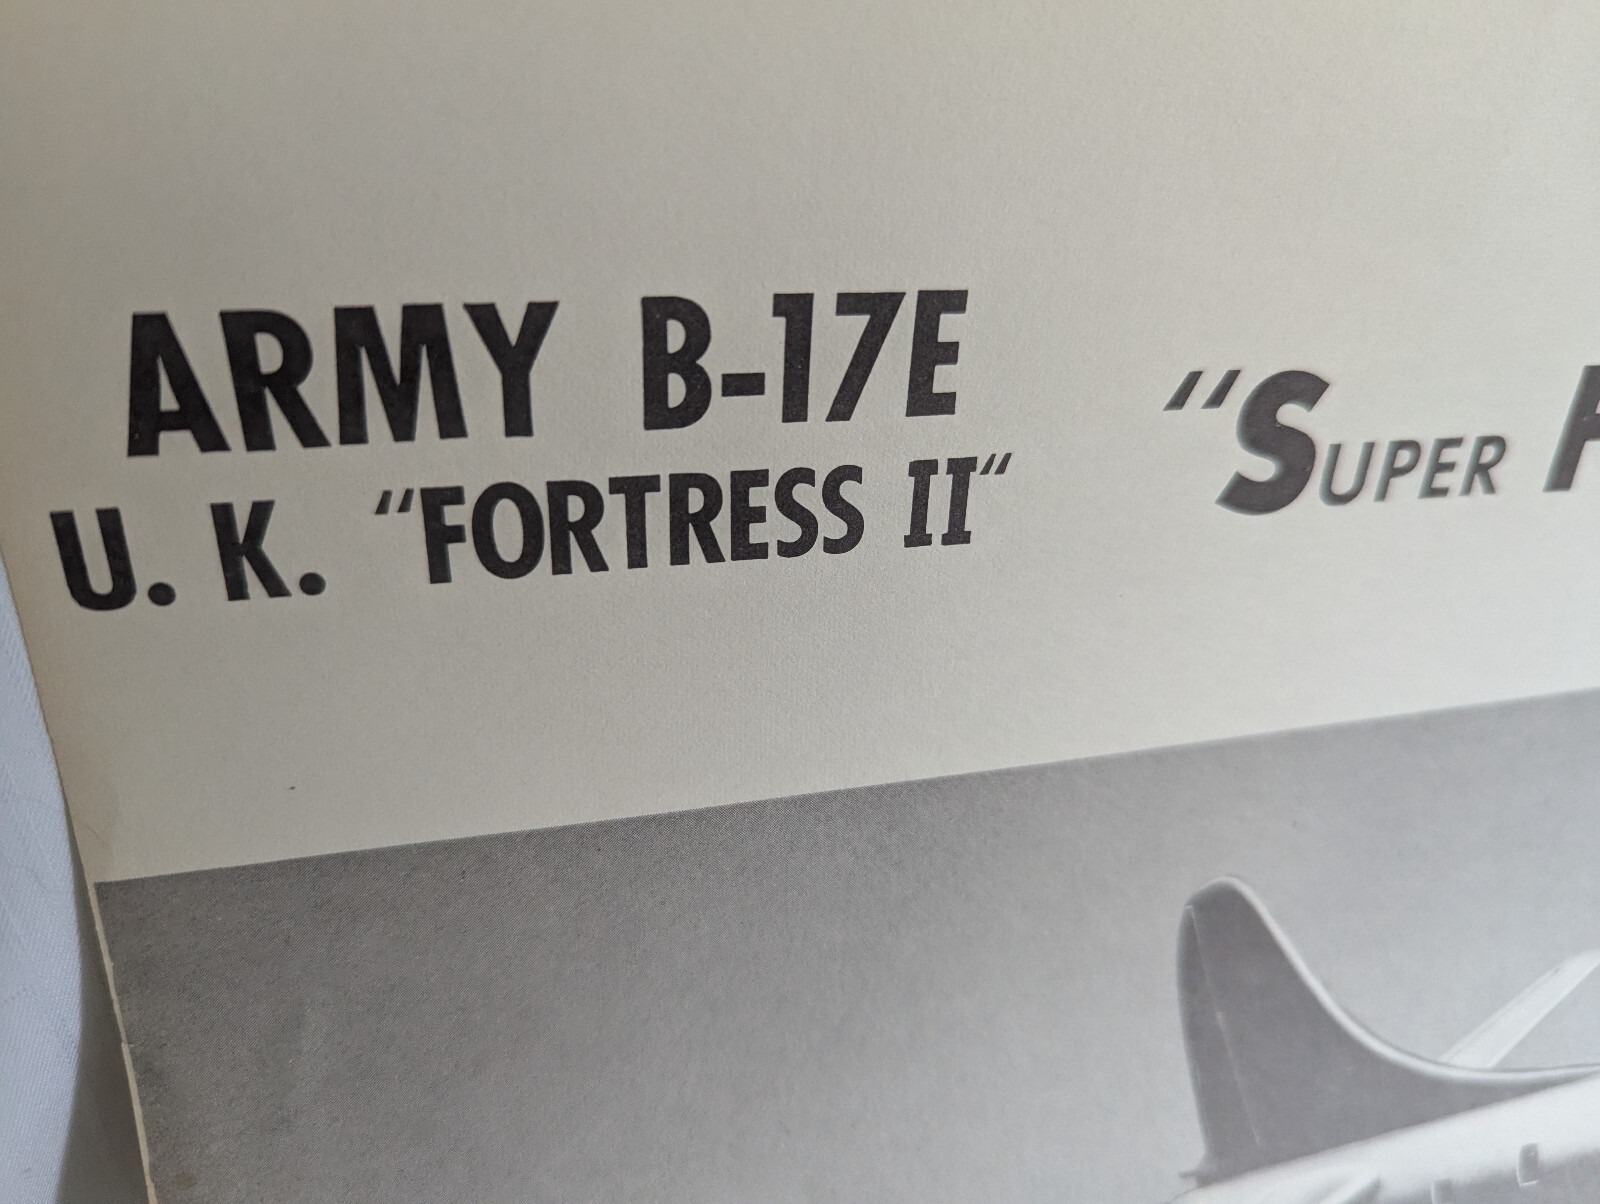 ARMY B-17E
U. K. "FORTRESS II"
"SUPER